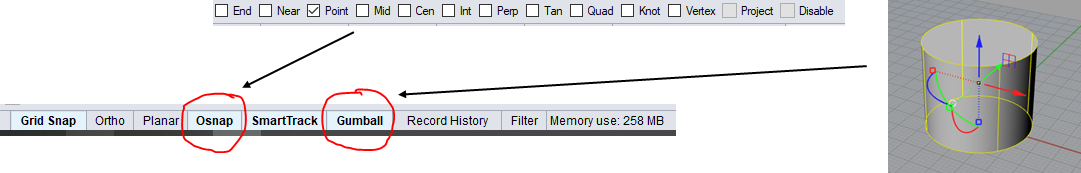 End Near Point Mid Cen Int Perp Tan Quad Knot Vertex Project Disable
Grid Snap Ortho Planar Osnap SmartTrack Gumball Record History Filter Memory use: 258 MB